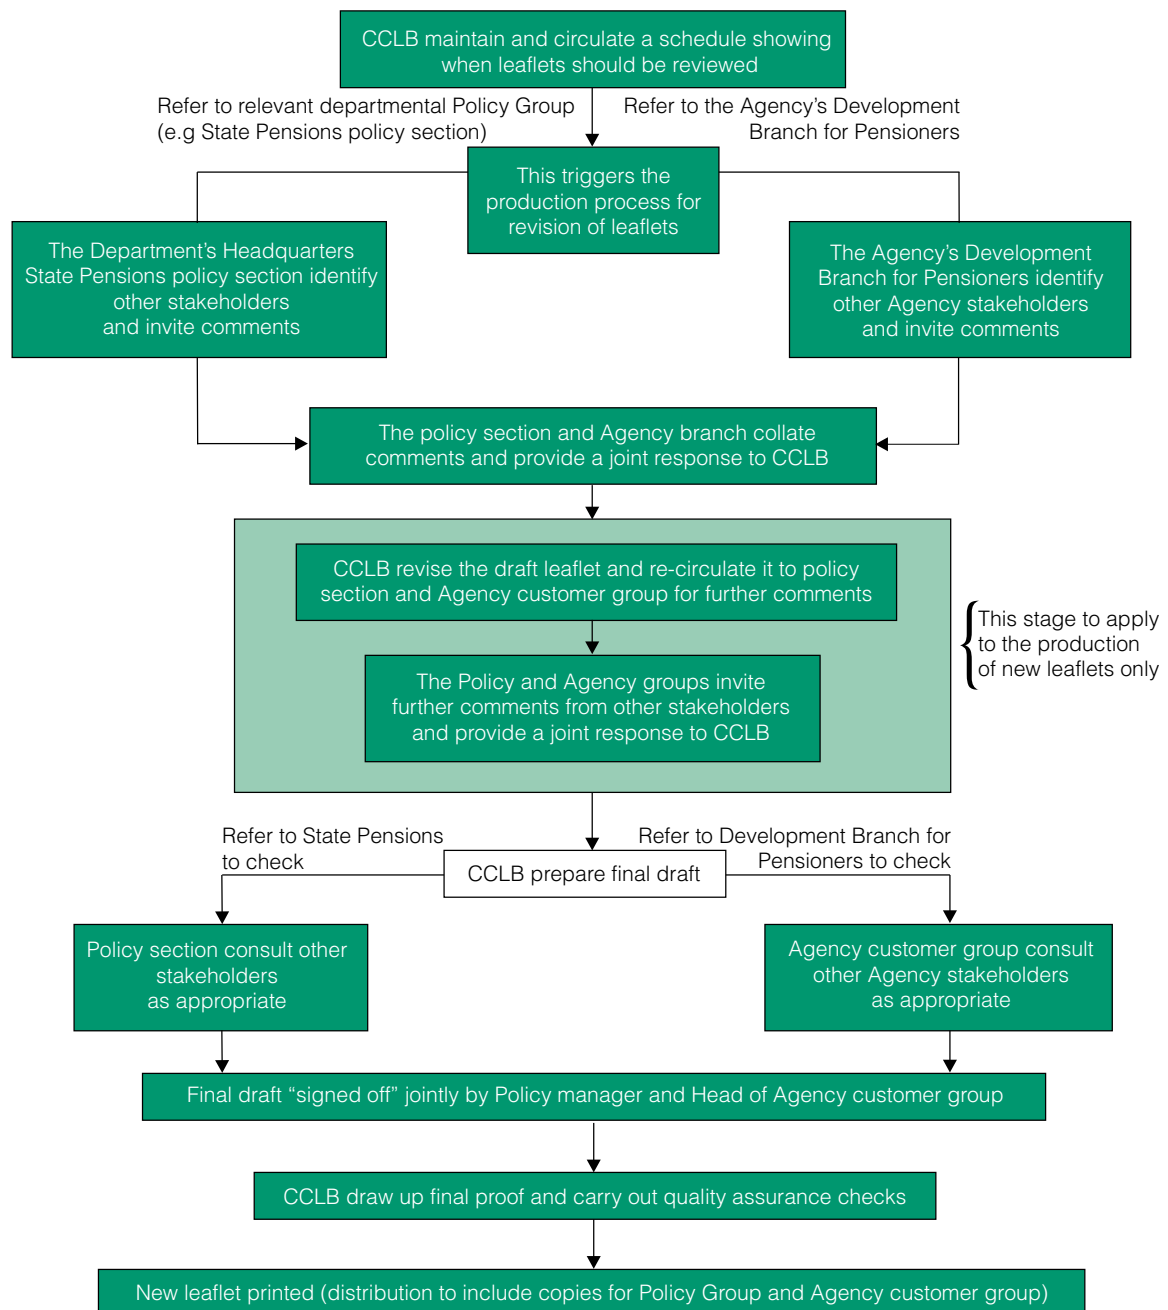 CCLB maintain and circulate a schedule showing
when leaflets should be reviewed
Refer to relevant departmental Policy Group
(e.g State Pensions policy section)
Refer to the Agency's Development
Branch for Pensioners
This triggers the
production process for
revision of leaflets
The Department's Headquarters
State Pensions policy section identify
other stakeholders
and invite comments
The Agency's Development
Branch for Pensioners identify
other Agency stakeholders
and invite comments
The policy section and Agency branch collate
comments and provide a joint response to CCLB
CCLB revise the draft leaflet and re-circulate it to policy
section and Agency customer group for further comments
This stage to apply
to the production
of new leaflets only
The Policy and Agency groups invite
further comments from other stakeholders
and provide a joint response to CCLB
Refer to State Pensions
to check
Refer to Development Branch for
Pensioners to check
CCLB prepare final draft
Policy section consult other
stakeholders
as appropriate
Agency customer group consult
other Agency stakeholders
as appropriate
Final draft “signed off” jointly by Policy manager and Head of Agency customer group
CCLB draw up final proof and carry out quality assurance checks
New leaflet printed (distribution to include copies for Policy Group and Agency customer group)